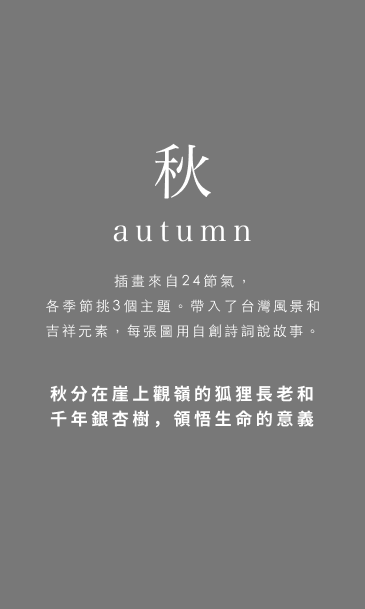 秋
autumn
插畫來自24節氣，
各季節挑3個主題。帶入了台灣風景和
吉祥元素，每張圖用自創詩詞說故事。
秋分在崖上觀嶺的狐狸長老和
千年銀杏樹，領悟生命的意義